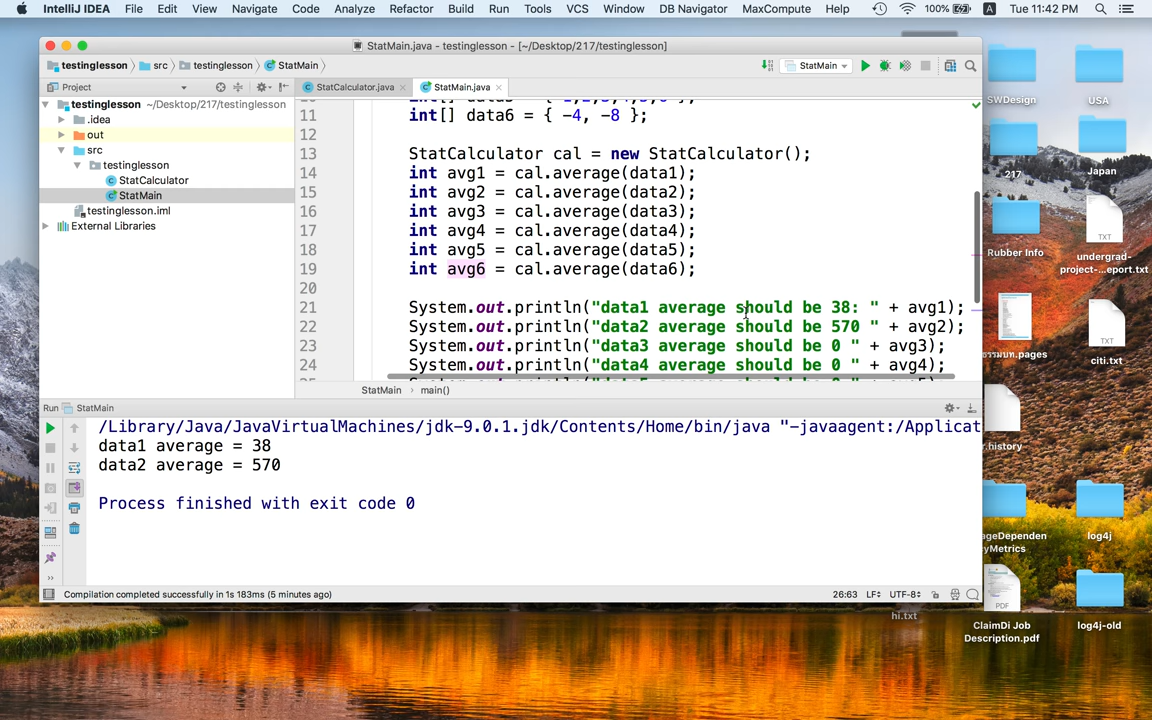 IntelliJ IDEA File Edit View Navigate Code Analyze Refactor Build Run Tools VCS Window DB Navigator MaxCompute Help 100% A Tue 11:42 PM
StatMain.java - testinglesson - [~/Desktop/217/testinglesson]
testinglesson src testinglesson StatMain StatMain
Project StatCalculator.java StatMain.java
testinglesson ~/Desktop/217/testinglesson
.idea
out
src
testinglesson
StatCalculator
StatMain
testinglesson.iml
External Libraries
11 int[] data6 = { -4, -8 };
12
13 StatCalculator cal = new StatCalculator();
14 int avg1 = cal.average(data1);
15 int avg2 = cal.average(data2);
16 int avg3 = cal.average(data3);
17 int avg4 = cal.average(data4);
18 int avg5 = cal.average(data5);
19 int avg6 = cal.average(data6);
20
21 System.out.println("data1 average should be 38: " + avg1);
22 System.out.println("data2 average should be 570 " + avg2);
23 System.out.println("data3 average should be 0 " + avg3);
24 System.out.println("data4 average should be 0 " + avg4);
StatMain › main()
Run StatMain
/Library/Java/JavaVirtualMachines/jdk-9.0.1.jdk/Contents/Home/bin/java "-javaagent:/Applicat
data1 average = 38
data2 average = 570
Process finished with exit code 0
Compilation completed successfully in 1s 183ms (5 minutes ago) 26:63 LF÷ UTF-8÷
SWDesign
USA
217
Japan
Rubber Info
TXT
undergrad-
project-...eport.txt
.pages
TXT
citi.txt
.history
log4j
PDF
ClaimDi Job
Description.pdf
log4j-old
hi.txt